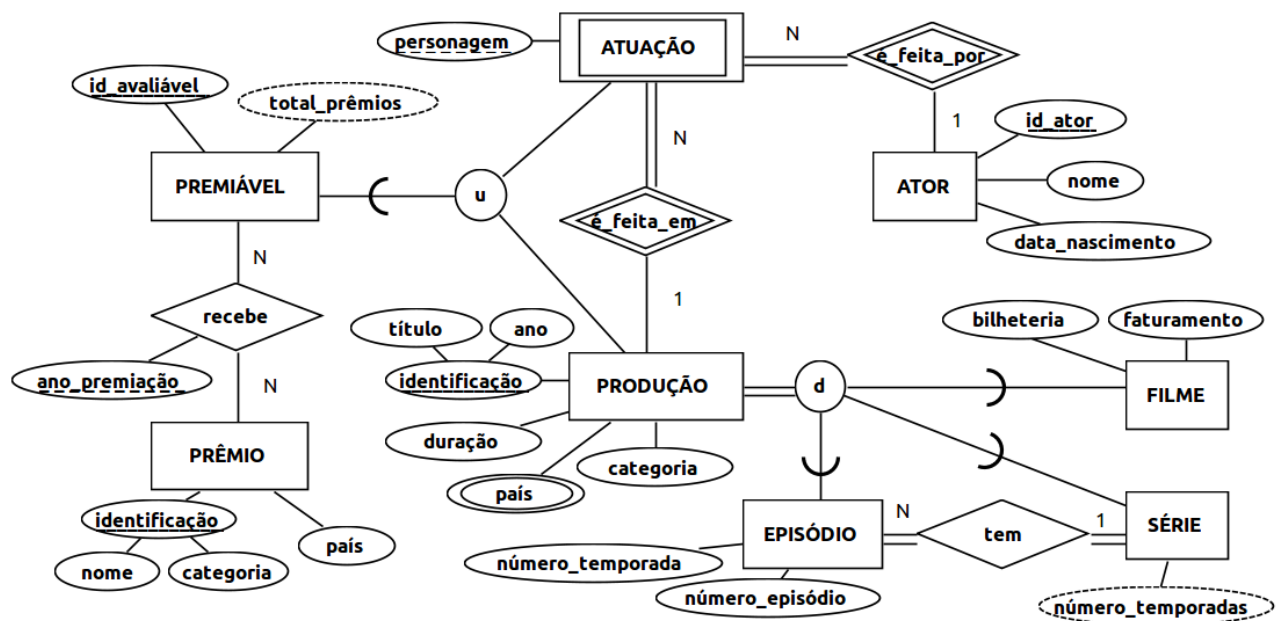 personagem
ATUAÇÃO
N
é_feita_por
id_avaliável
total_prêmios
1
id_ator
N
PREMIÁVEL
u
ATOR
nome
é_feita_em
data_nascimento
N
recebe
1
título
ano
bilheteria
faturamento
ano_premiação
identificação
PRODUÇÃO
d
FILME
N
duração
categoria
PRÊMIO
país
identificação
país
N
1
EPISÓDIO
tem
SÉRIE
nome
categoria
número_temporada
número_episódio
número_temporadas